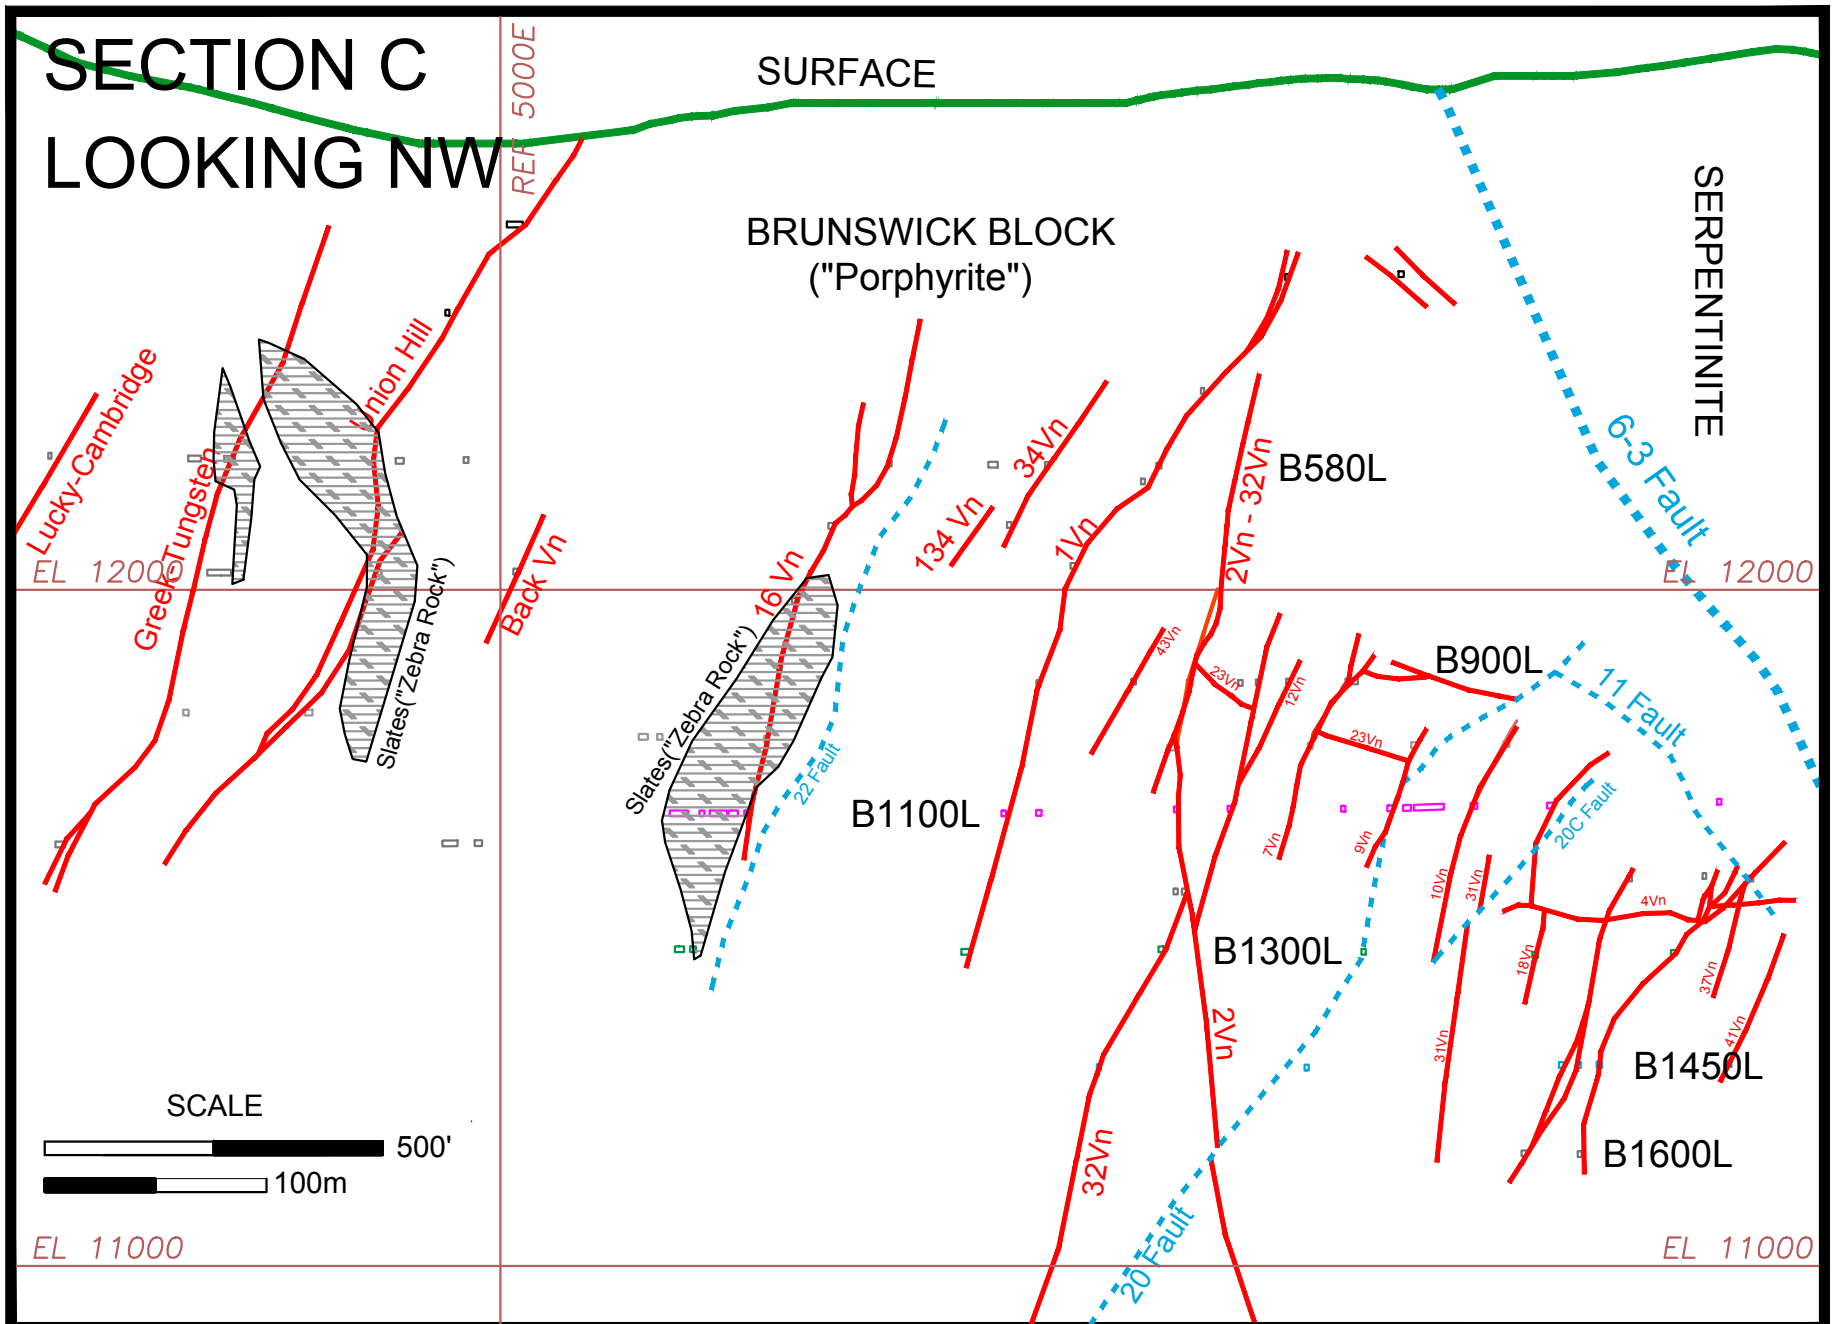 SECTION C
LOOKING NW
REF 5000E
SURFACE
BRUNSWICK BLOCK
("Porphyrite")
SERPENTINITE
Lucky-Cambridge
Greek-Tungsten
Union Hill
Back Vn
Slates("Zebra Rock")
16 Vn
Slates("Zebra Rock")
22 Fault
134 Vn
34Vn
1Vn
2Vn - 32Vn
B580L
6-3 Fault
EL 12000
EL 12000
43Vn
23Vn
12Vn
B900L
11 Fault
23Vn
7Vn
9Vn
B1100L
20C Fault
10Vn
31Vn
4Vn
B1300L
18Vn
37Vn
2Vn
31Vn
41Vn
B1450L
SCALE
500'
100m
32Vn
B1600L
20 Fault
EL 11000
EL 11000